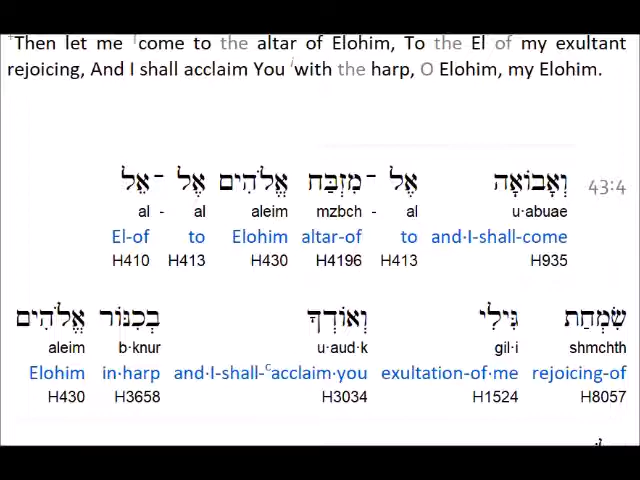 +Then let me ⌈come to the altar of Elohim, To the El of my exultant
rejoicing, And I shall acclaim You iwith the harp, O Elohim, my Elohim.
43:4 וְאָבוֹאָה אֶל־ מִזְבַּח אֱלֹהִים אֶל־ אֵל
al - al aleim mzbch - al u·abuae
El-of to Elohim altar-of to and·I-shall-come
H410 H413 H430 H4196 H413 H935
שִׂמְחַת גִּילִי וְאוֹדְךָ בְכִנּוֹר אֱלֹהִים
aleim b·knur u·aud·k gil·i shmchth
Elohim in·harp and·I-shall-cacclaim·you exultation-of·me rejoicing-of
H430 H3658 H3034 H1524 H8057